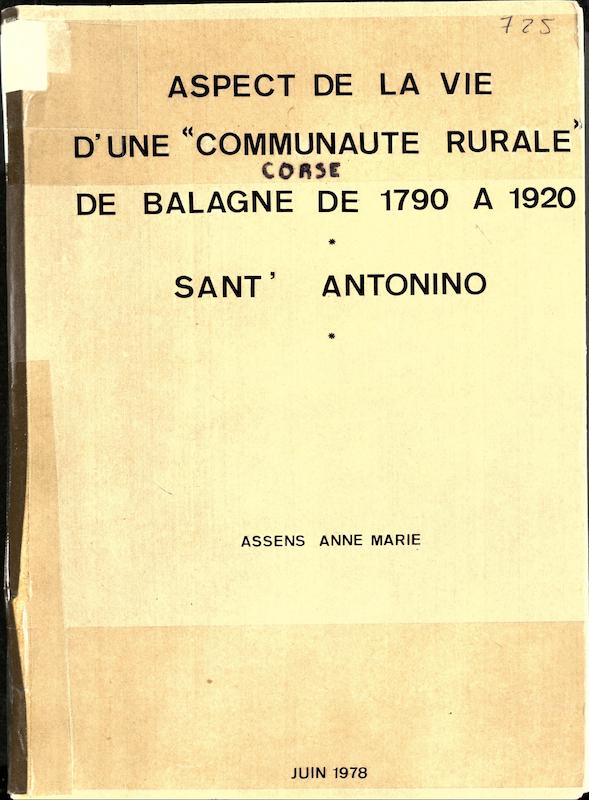 725
ASPECT DE LA VIE
D'UNE "COMMUNAUTE RURALE"
CORSE
DE BALAGNE DE 1790 A 1920
*
SANT' ANTONINO
*
ASSENS ANNE MARIE
JUIN 1978